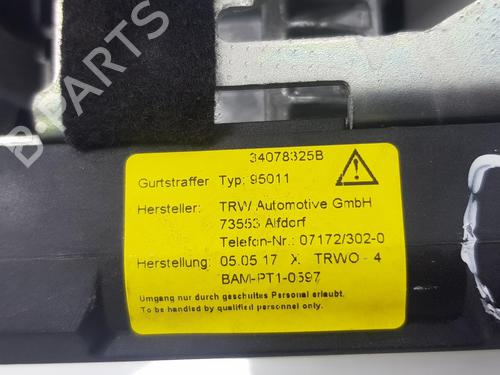 B PARTS
34078325B
Gurtstraffer Typ: 95011
Hersteller: TRW Automotive GmbH
73553 Alfdorf
Telefon-Nr.: 07172/302-0
Herstellung: 05.05.17 X TRWO - 4
BAM-PT1-0597
Umgang nur durch geschultes Personal erlaubt.
To be handled by qualified personnel only.